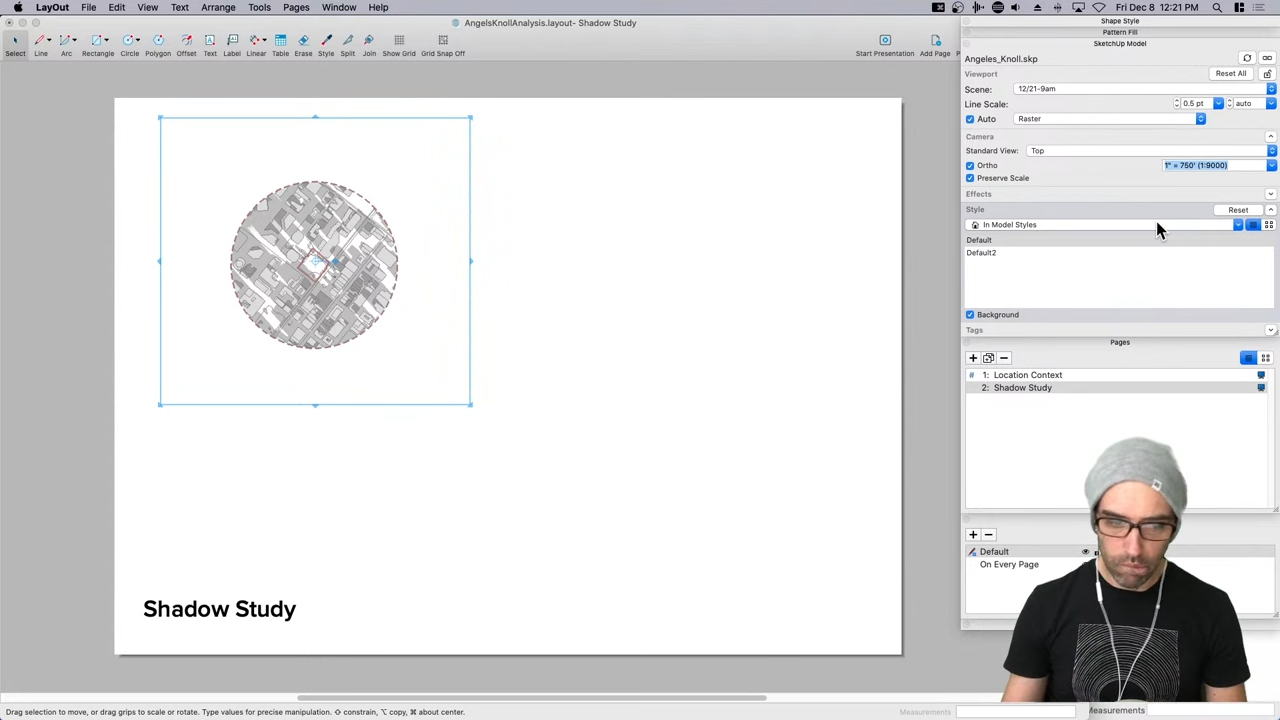 LayOut File Edit View Text Arrange Tools Pages Window Help
Fri Dec 8 12:21 PM
AngelsKnollAnalysis.layout- Shadow Study
Select Line Arc Rectangle Circle Polygon Offset Text Label Linear Table Erase Style Split Join Show Grid Grid Snap Off Start Presentation Add Page
Shape Style
Pattern Fill
SketchUp Model
Angeles_Knoll.skp
Viewport Reset All
Scene: 12/21-9am
Line Scale: 0.5 pt auto
Auto Raster
Camera
Standard View: Top
Ortho 1" = 750' (1:9000)
Preserve Scale
Effects
Style Reset
In Model Styles
Default
Default2
Background
Tags
Pages
# 1: Location Context
2: Shadow Study
Default
On Every Page
Shadow Study
Drag selection to move, or drag grips to scale or rotate. Type values for precise manipulation. ⇧ constrain, ⌥ copy, ⌘ about center.
Measurements
Measurements